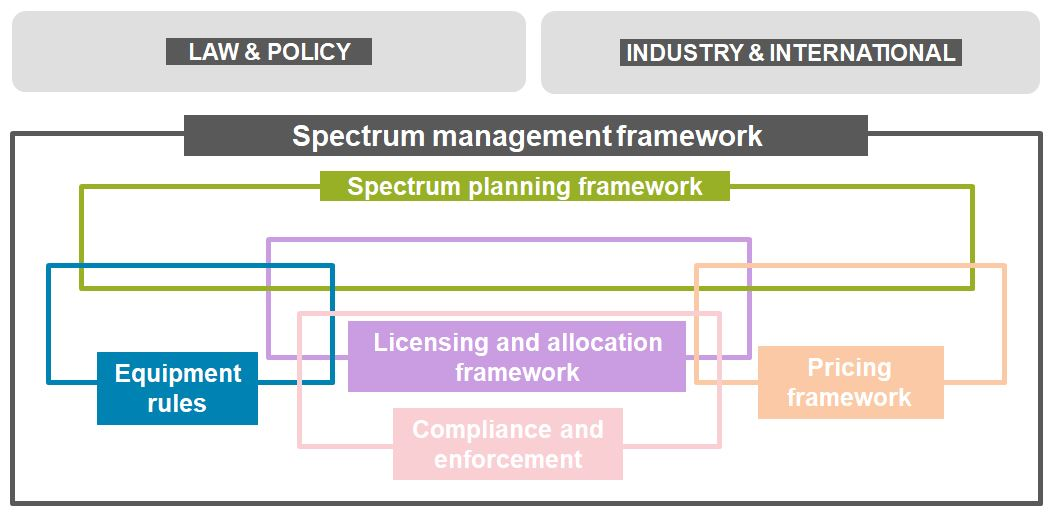 LAW & POLICY
INDUSTRY & INTERNATIONAL
Spectrum management framework
Spectrum planning framework
Licensing and allocation
framework
Equipment
rules
Pricing
framework
Compliance and
enforcement